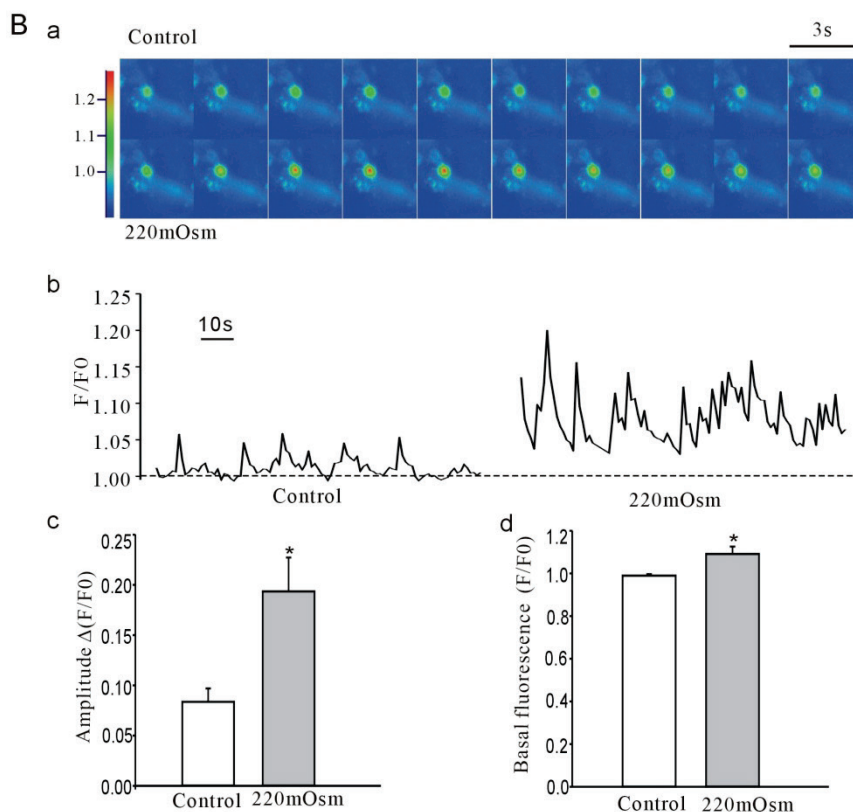 B a
Control 3s
1.2
1.1
1.0
220mOsm
b
1.30
1.25
1.20
1.15
1.10
1.05
1.00
F/F0
10s
Control 220mOsm
c
0.25
0.20
0.15
0.10
0.05
0.00
Amplitude Δ(F/F0)
*
Control 220mOsm
d
1.2
1.0
0.8
0.6
0.4
0.2
0.0
Basal fluorescence (F/F0)
*
Control 220mOsm